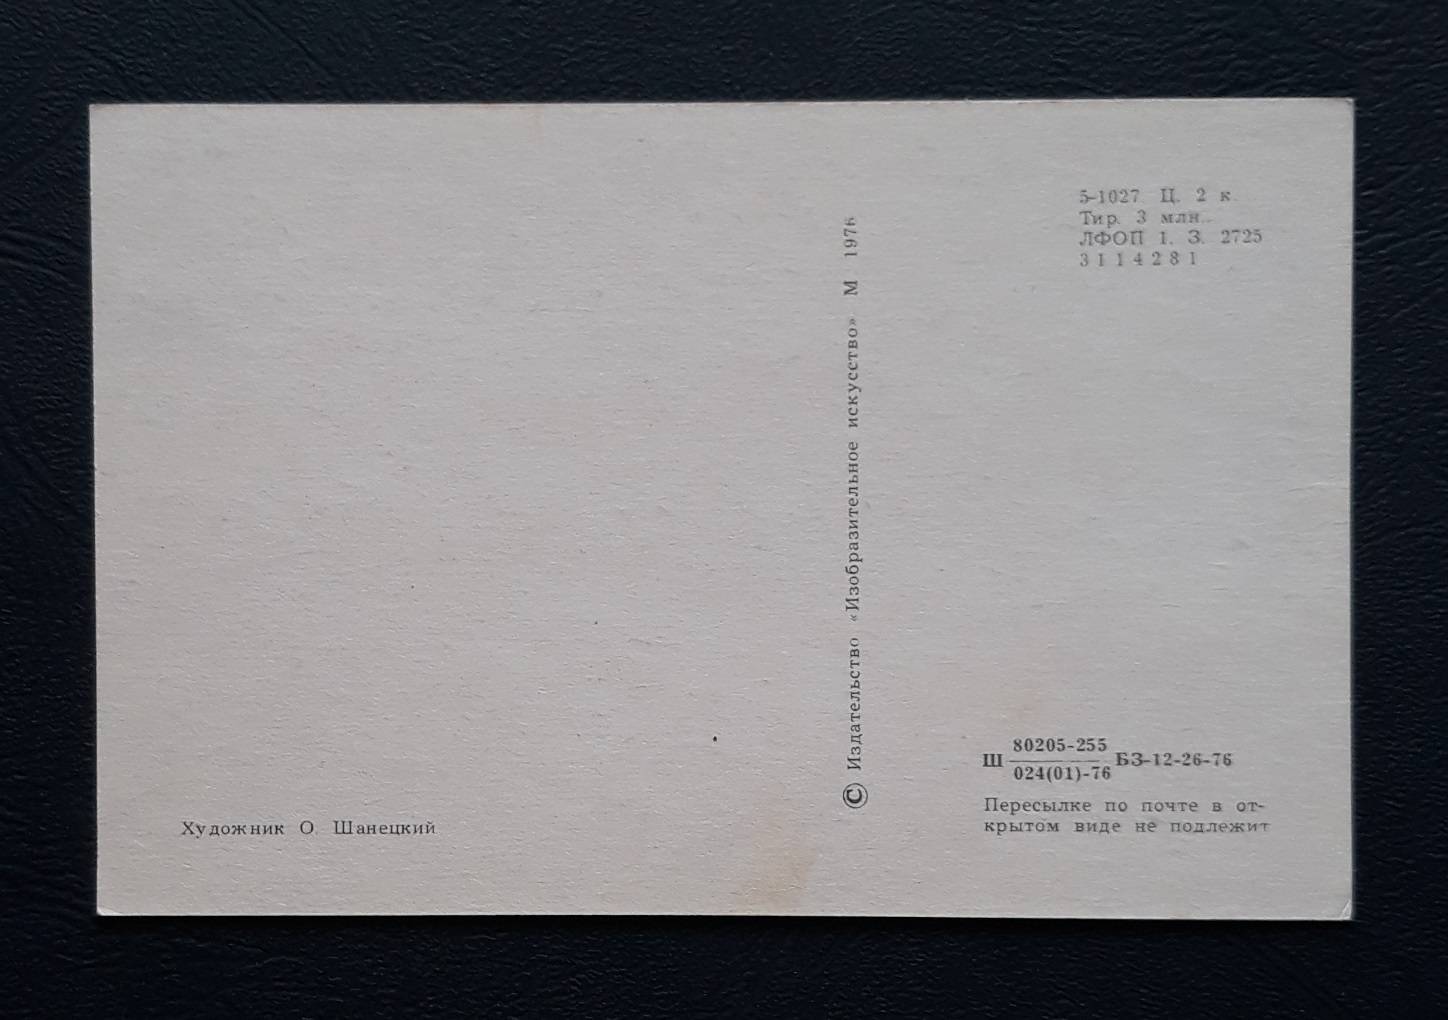 5-1027 Ц. 2 к.
Тир. 3 млн.
ЛФОП 1. З. 2725
3114281
© Издательство «Изобразительное искусство» М 1976
Ш 80205-255 БЗ-12-26-76
024(01)-76
Пересылке по почте в от-
крытом виде не подлежит
Художник О. Шанецкий